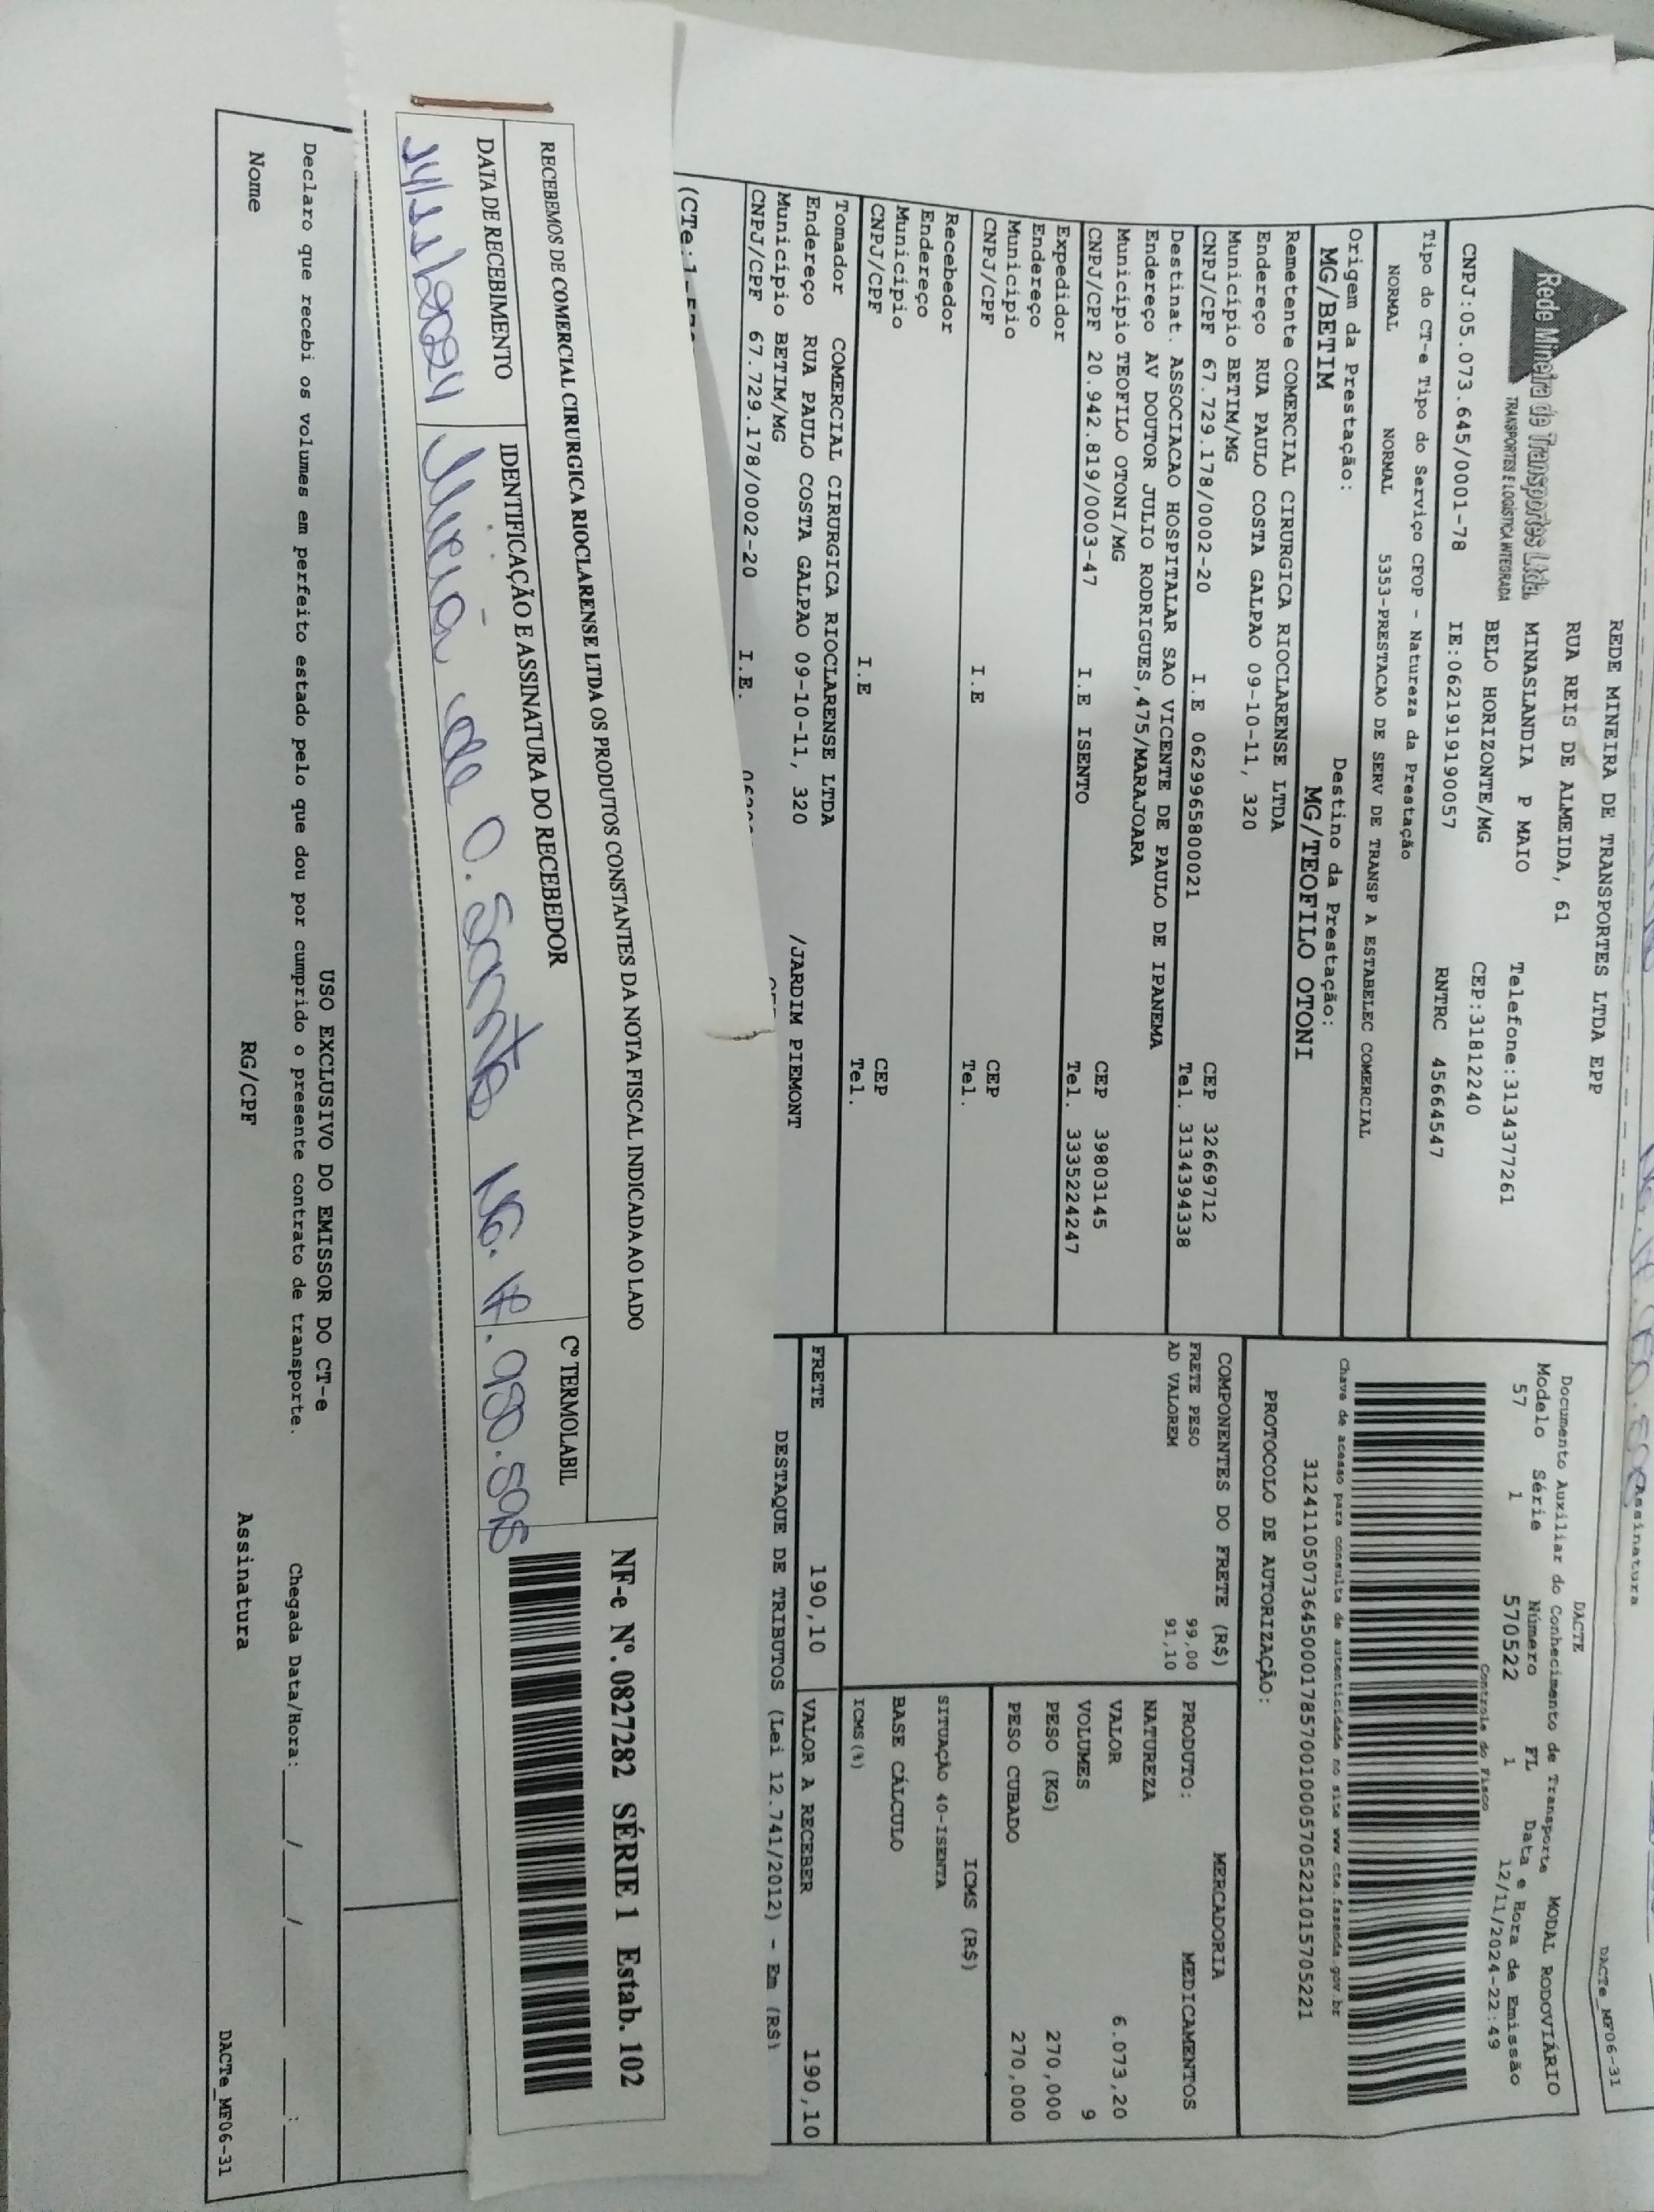 Assinatura
DACTe_MF06-31
Rede Mineira de Transportes Ltda.
TRANSPORTES E LOGÍSTICA INTEGRADA
REDE MINEIRA DE TRANSPORTES LTDA EPP
RUA REIS DE ALMEIDA, 61
MINASLANDIA P MAIO Telefone:3134377261
BELO HORIZONTE/MG CEP:31812240
CNPJ:05.073.645/0001-78 IE:0621919190057 RNTRC 45664547
DACTE
Documento Auxiliar do Conhecimento de Transporte MODAL RODOVIÁRIO
Modelo Série Número FL Data e Hora de Emissão
57 1 570522 1 12/11/2024-22:49
Controle do Fisco
Chave de acesso para consulta de autenticidade no site www.cte.fazenda.gov.br
31241105073645000178570010005705221015705221
PROTOCOLO DE AUTORIZAÇÃO:
Tipo do CT-e Tipo do Serviço CFOP - Natureza da Prestação
NORMAL NORMAL 5353-PRESTACAO DE SERV DE TRANSP A ESTABELEC COMERCIAL
Origem da Prestação: Destino da Prestação:
MG/BETIM MG/TEOFILO OTONI
Remetente COMERCIAL CIRURGICA RIOCLARENSE LTDA
Endereço RUA PAULO COSTA GALPAO 09-10-11, 320
Município BETIM/MG CEP 32669712
CNPJ/CPF 67.729.178/0002-20 I.E 0629965800021 Tel. 3134394338
Destinat. ASSOCIACAO HOSPITALAR SAO VICENTE DE PAULO DE IPANEMA
Endereço AV DOUTOR JULIO RODRIGUES,475/MARAJOARA
Município TEOFILO OTONI/MG CEP 39803145
CNPJ/CPF 20.942.819/0003-47 I.E ISENTO Tel. 3335224247
Expedidor
Endereço
Município CEP
CNPJ/CPF I.E Tel.
Recebedor
Endereço
Município CEP
CNPJ/CPF I.E Tel.
Tomador COMERCIAL CIRURGICA RIOCLARENSE LTDA
Endereço RUA PAULO COSTA GALPAO 09-10-11, 320 /JARDIM PIEMONT
Município BETIM/MG
CNPJ/CPF 67.729.178/0002-20 I.E.
(CTe:1-
COMPONENTES DO FRETE (R$)
FRETE PESO 99,00
AD VALOREM 91,10
MERCADORIA
PRODUTO: MEDICAMENTOS
NATUREZA
VALOR 6.073,20
VOLUMES 9
PESO (KG) 270,000
PESO CUBADO 270,000
ICMS (R$)
SITUAÇÃO 40-ISENTA
BASE CÁLCULO
ICMS(%)
FRETE 190,10 VALOR A RECEBER 190,10
DESTAQUE DE TRIBUTOS (Lei 12.741/2012) - Em (R$)
RECEBEMOS DE COMERCIAL CIRURGICA RIOCLARENSE LTDA OS PRODUTOS CONSTANTES DA NOTA FISCAL INDICADA AO LADO
DATA DE RECEBIMENTO IDENTIFICAÇÃO E ASSINATURA DO RECEBEDOR Cº TERMOLABIL
14/11/2024 de O. Santos MG.
NF-e Nº. 0827282 SÉRIE 1 Estab. 102
USO EXCLUSIVO DO EMISSOR DO CT-e
Declaro que recebi os volumes em perfeito estado pelo que dou por cumprido o presente contrato de transporte. Chegada Data/Hora:____/____/____ ____:____
Nome RG/CPF Assinatura
DACTe_MF06-31